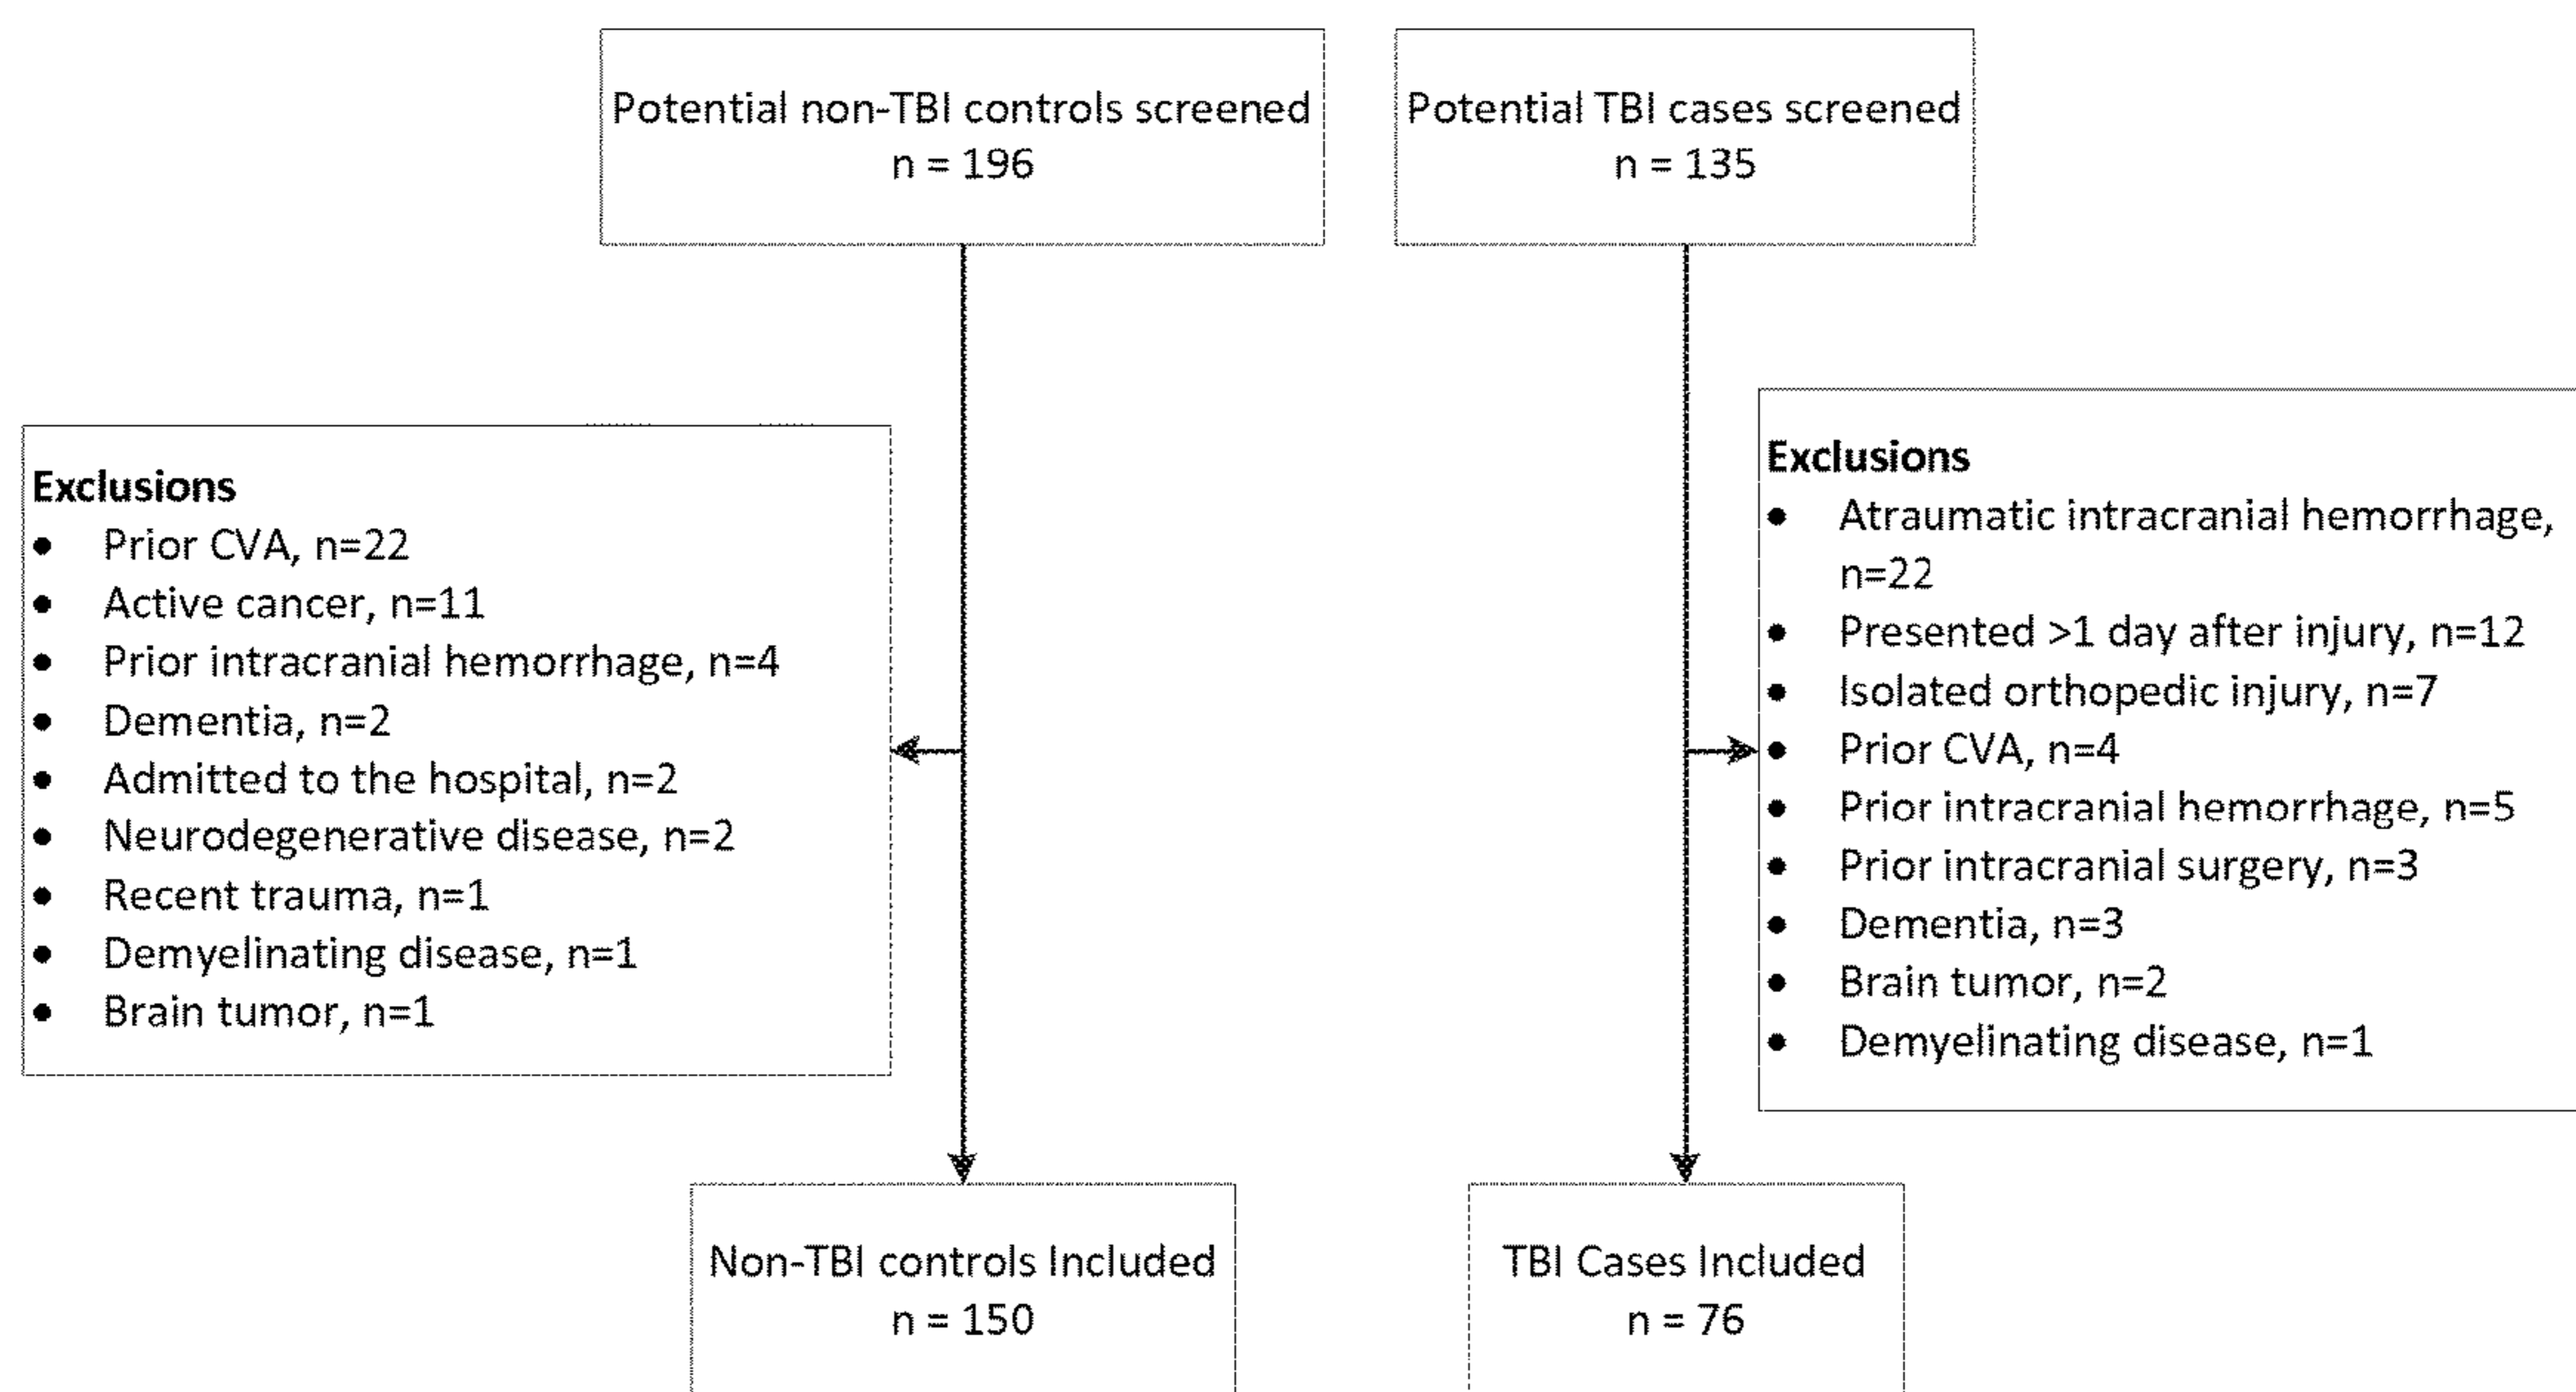 Potential non-TBI controls screened
n = 196
Potential TBI cases screened
n = 135
Exclusions
• Prior CVA, n=22
• Active cancer, n=11
• Prior intracranial hemorrhage, n=4
• Dementia, n=2
• Admitted to the hospital, n=2
• Neurodegenerative disease, n=2
• Recent trauma, n=1
• Demyelinating disease, n=1
• Brain tumor, n=1
Exclusions
• Atraumatic intracranial hemorrhage,
n=22
• Presented >1 day after injury, n=12
• Isolated orthopedic injury, n=7
• Prior CVA, n=4
• Prior intracranial hemorrhage, n=5
• Prior intracranial surgery, n=3
• Dementia, n=3
• Brain tumor, n=2
• Demyelinating disease, n=1
Non-TBI controls Included
n = 150
TBI Cases Included
n = 76